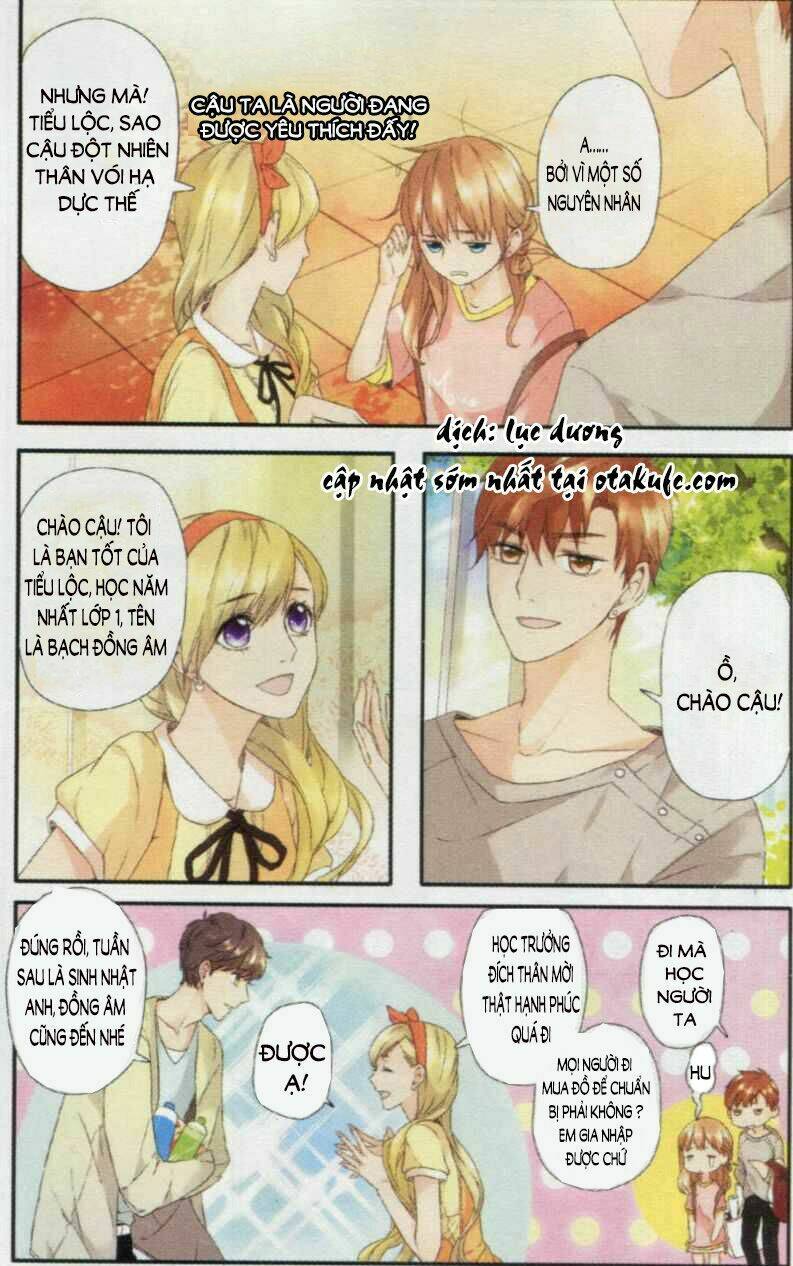 NHƯNG MÀ!
TIỂU LỘC, SAO
CẬU ĐỘT NHIÊN
THÂN VÓI HẠ
DỰC THẾ
CẬU TA LÀ NGƯỜI ĐANG
ĐƯỢC YÊU THÍCH ĐẤY!
A......
BỞI VÌ MỘT SỐ
NGUYÊN NHÂN
dịch: lục dương
cập nhật sớm nhất tại otakufc.com
CHÀO CẬU! TÔI
LÀ BẠN TỐT CỦA
TIỂU LỘC, HỌC NĂM
NHẤT LỚP 1, TÊN
LÀ BẠCH ĐỒNG ÂM
Ồ,
CHÀO CẬU!
ĐÚNG RỒI, TUẦN
SAU LÀ SINH NHẬT
ANH, ĐỒNG ÂM
CŨNG ĐẾN NHÉ
ĐƯỢC
Ạ!
HỌC TRƯỞNG
ĐÍCH THÂN MỜI
THẬT HẠNH PHÚC
QUÁ ĐI
MỌI NGƯỜI ĐI
MUA ĐỒ ĐỂ CHUẨN
BỊ PHẢI KHÔNG ?
EM GIA NHẬP
ĐƯỢC CHỨ
ĐI MÀ
HỌC
NGƯỜI
TA
HU